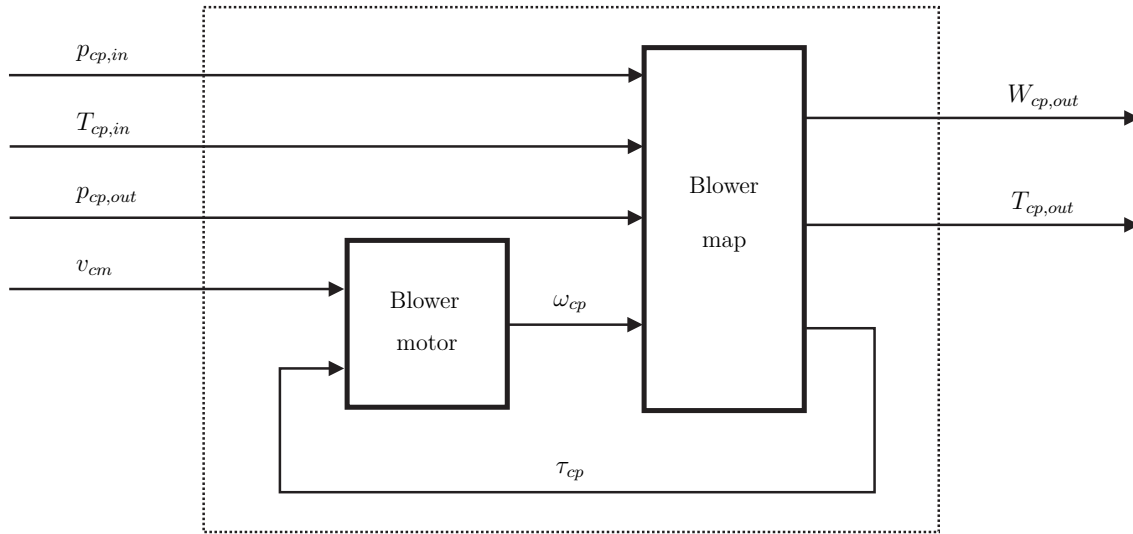 p_{cp,in}
T_{cp,in}
p_{cp,out}
v_{cm}
Blower
motor
ω_{cp}
Blower
map
W_{cp,out}
T_{cp,out}
τ_{cp}